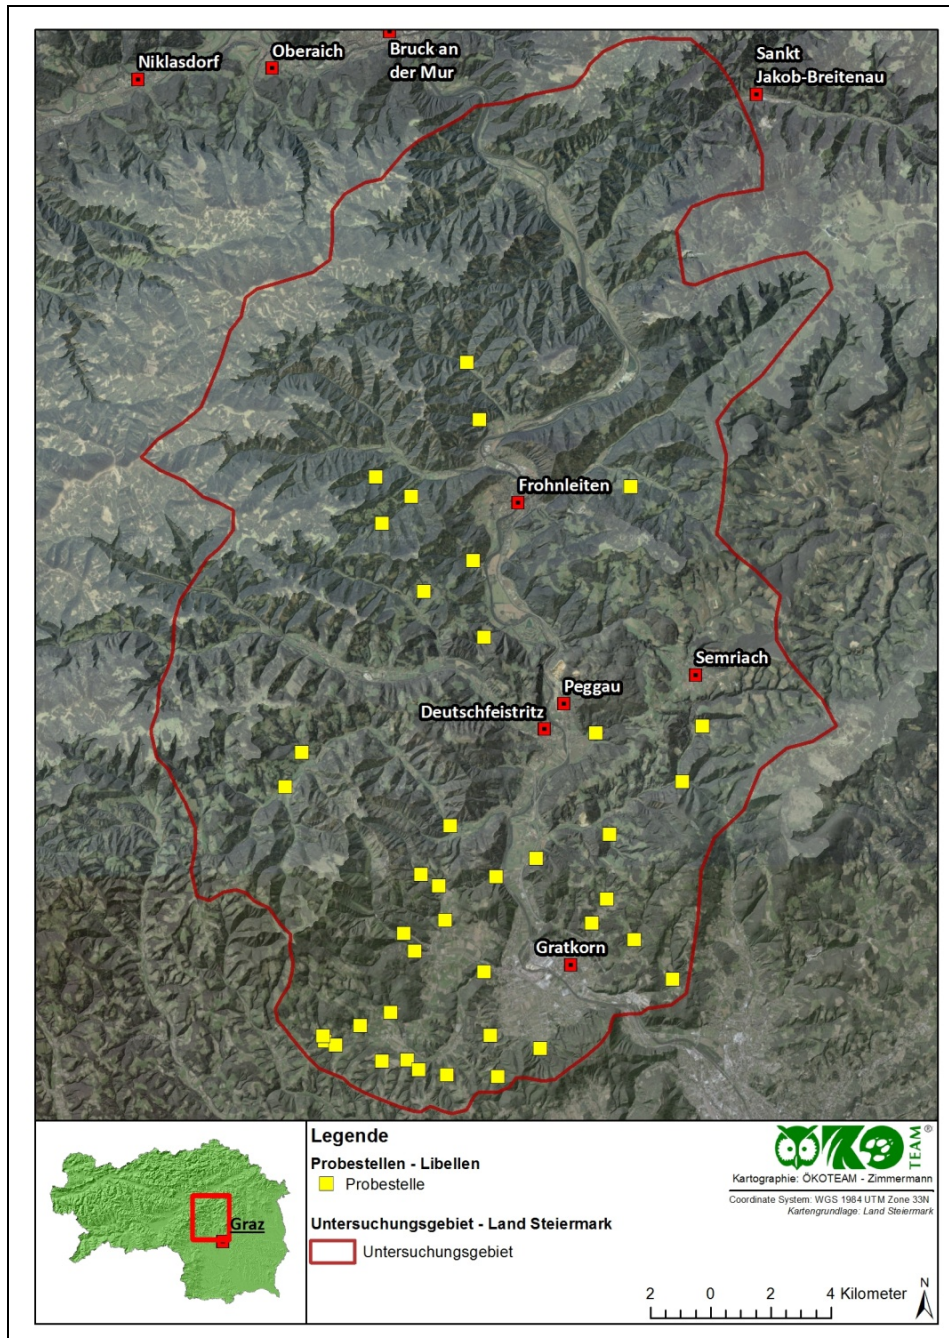 Niklasdorf
Oberaich
Bruck an
der Mur
Sankt
Jakob-Breitenau
Frohnleiten
Semriach
Peggau
Deutschfeistritz
Gratkorn
Graz
Legende
Probestellen - Libellen
Probestelle
Untersuchungsgebiet - Land Steiermark
Untersuchungsgebiet
ÖKO
TEAM ®
Kartographie: ÖKOTEAM - Zimmermann
Coordinate System: WGS 1984 UTM Zone 33N
Kartengrundlage: Land Steiermark
2 0 2 4 Kilometer
N